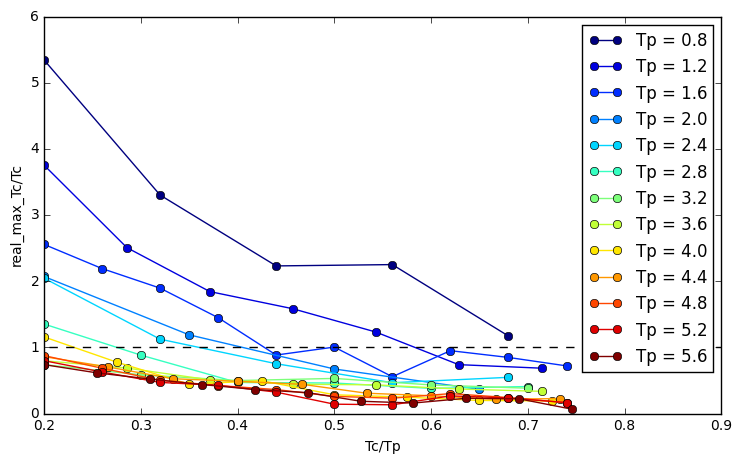 6
5
4
3
2
1
0
real_max_Tc/Tc
0.2 0.3 0.4 0.5 0.6 0.7 0.8 0.9
Tc/Tp
Tp = 0.8
Tp = 1.2
Tp = 1.6
Tp = 2.0
Tp = 2.4
Tp = 2.8
Tp = 3.2
Tp = 3.6
Tp = 4.0
Tp = 4.4
Tp = 4.8
Tp = 5.2
Tp = 5.6